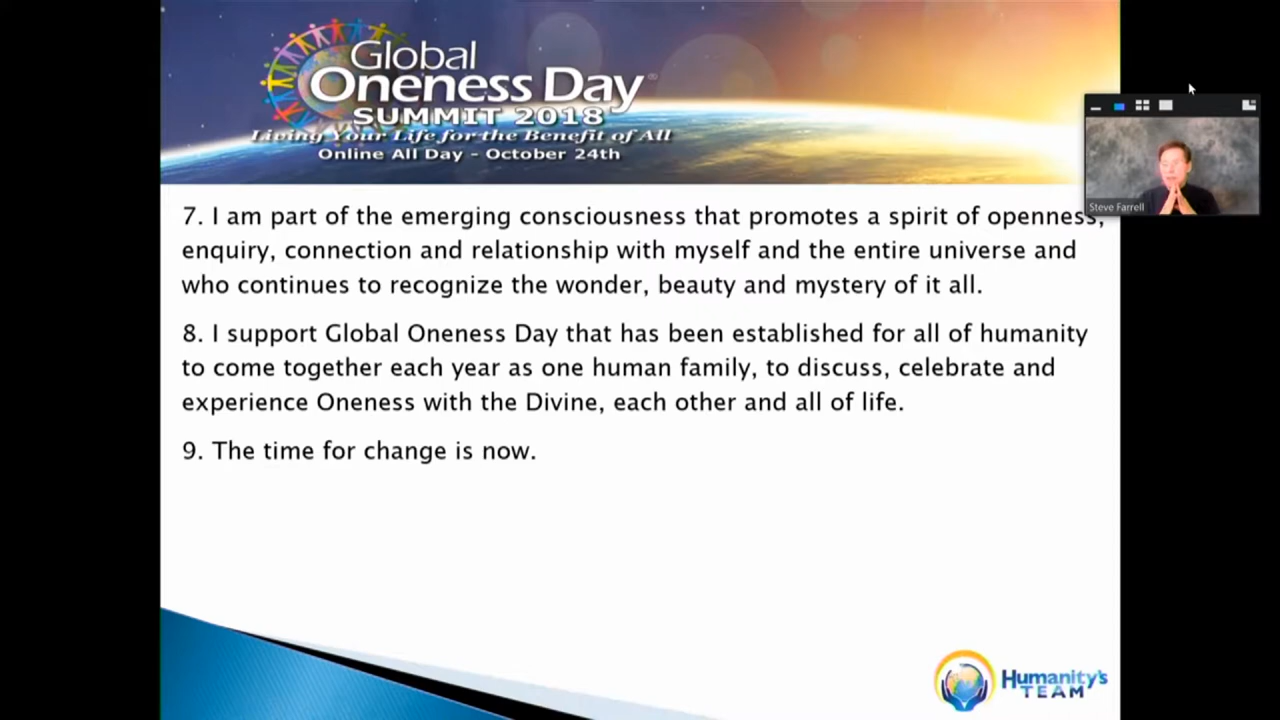 Global
Oneness Day®
SUMMIT 2018
Living Your Life for the Benefit of All
Online All Day - October 24th
Steve Farrell
7. I am part of the emerging consciousness that promotes a spirit of openness,
enquiry, connection and relationship with myself and the entire universe and
who continues to recognize the wonder, beauty and mystery of it all.
8. I support Global Oneness Day that has been established for all of humanity
to come together each year as one human family, to discuss, celebrate and
experience Oneness with the Divine, each other and all of life.
9. The time for change is now.
Humanity's
TEAM